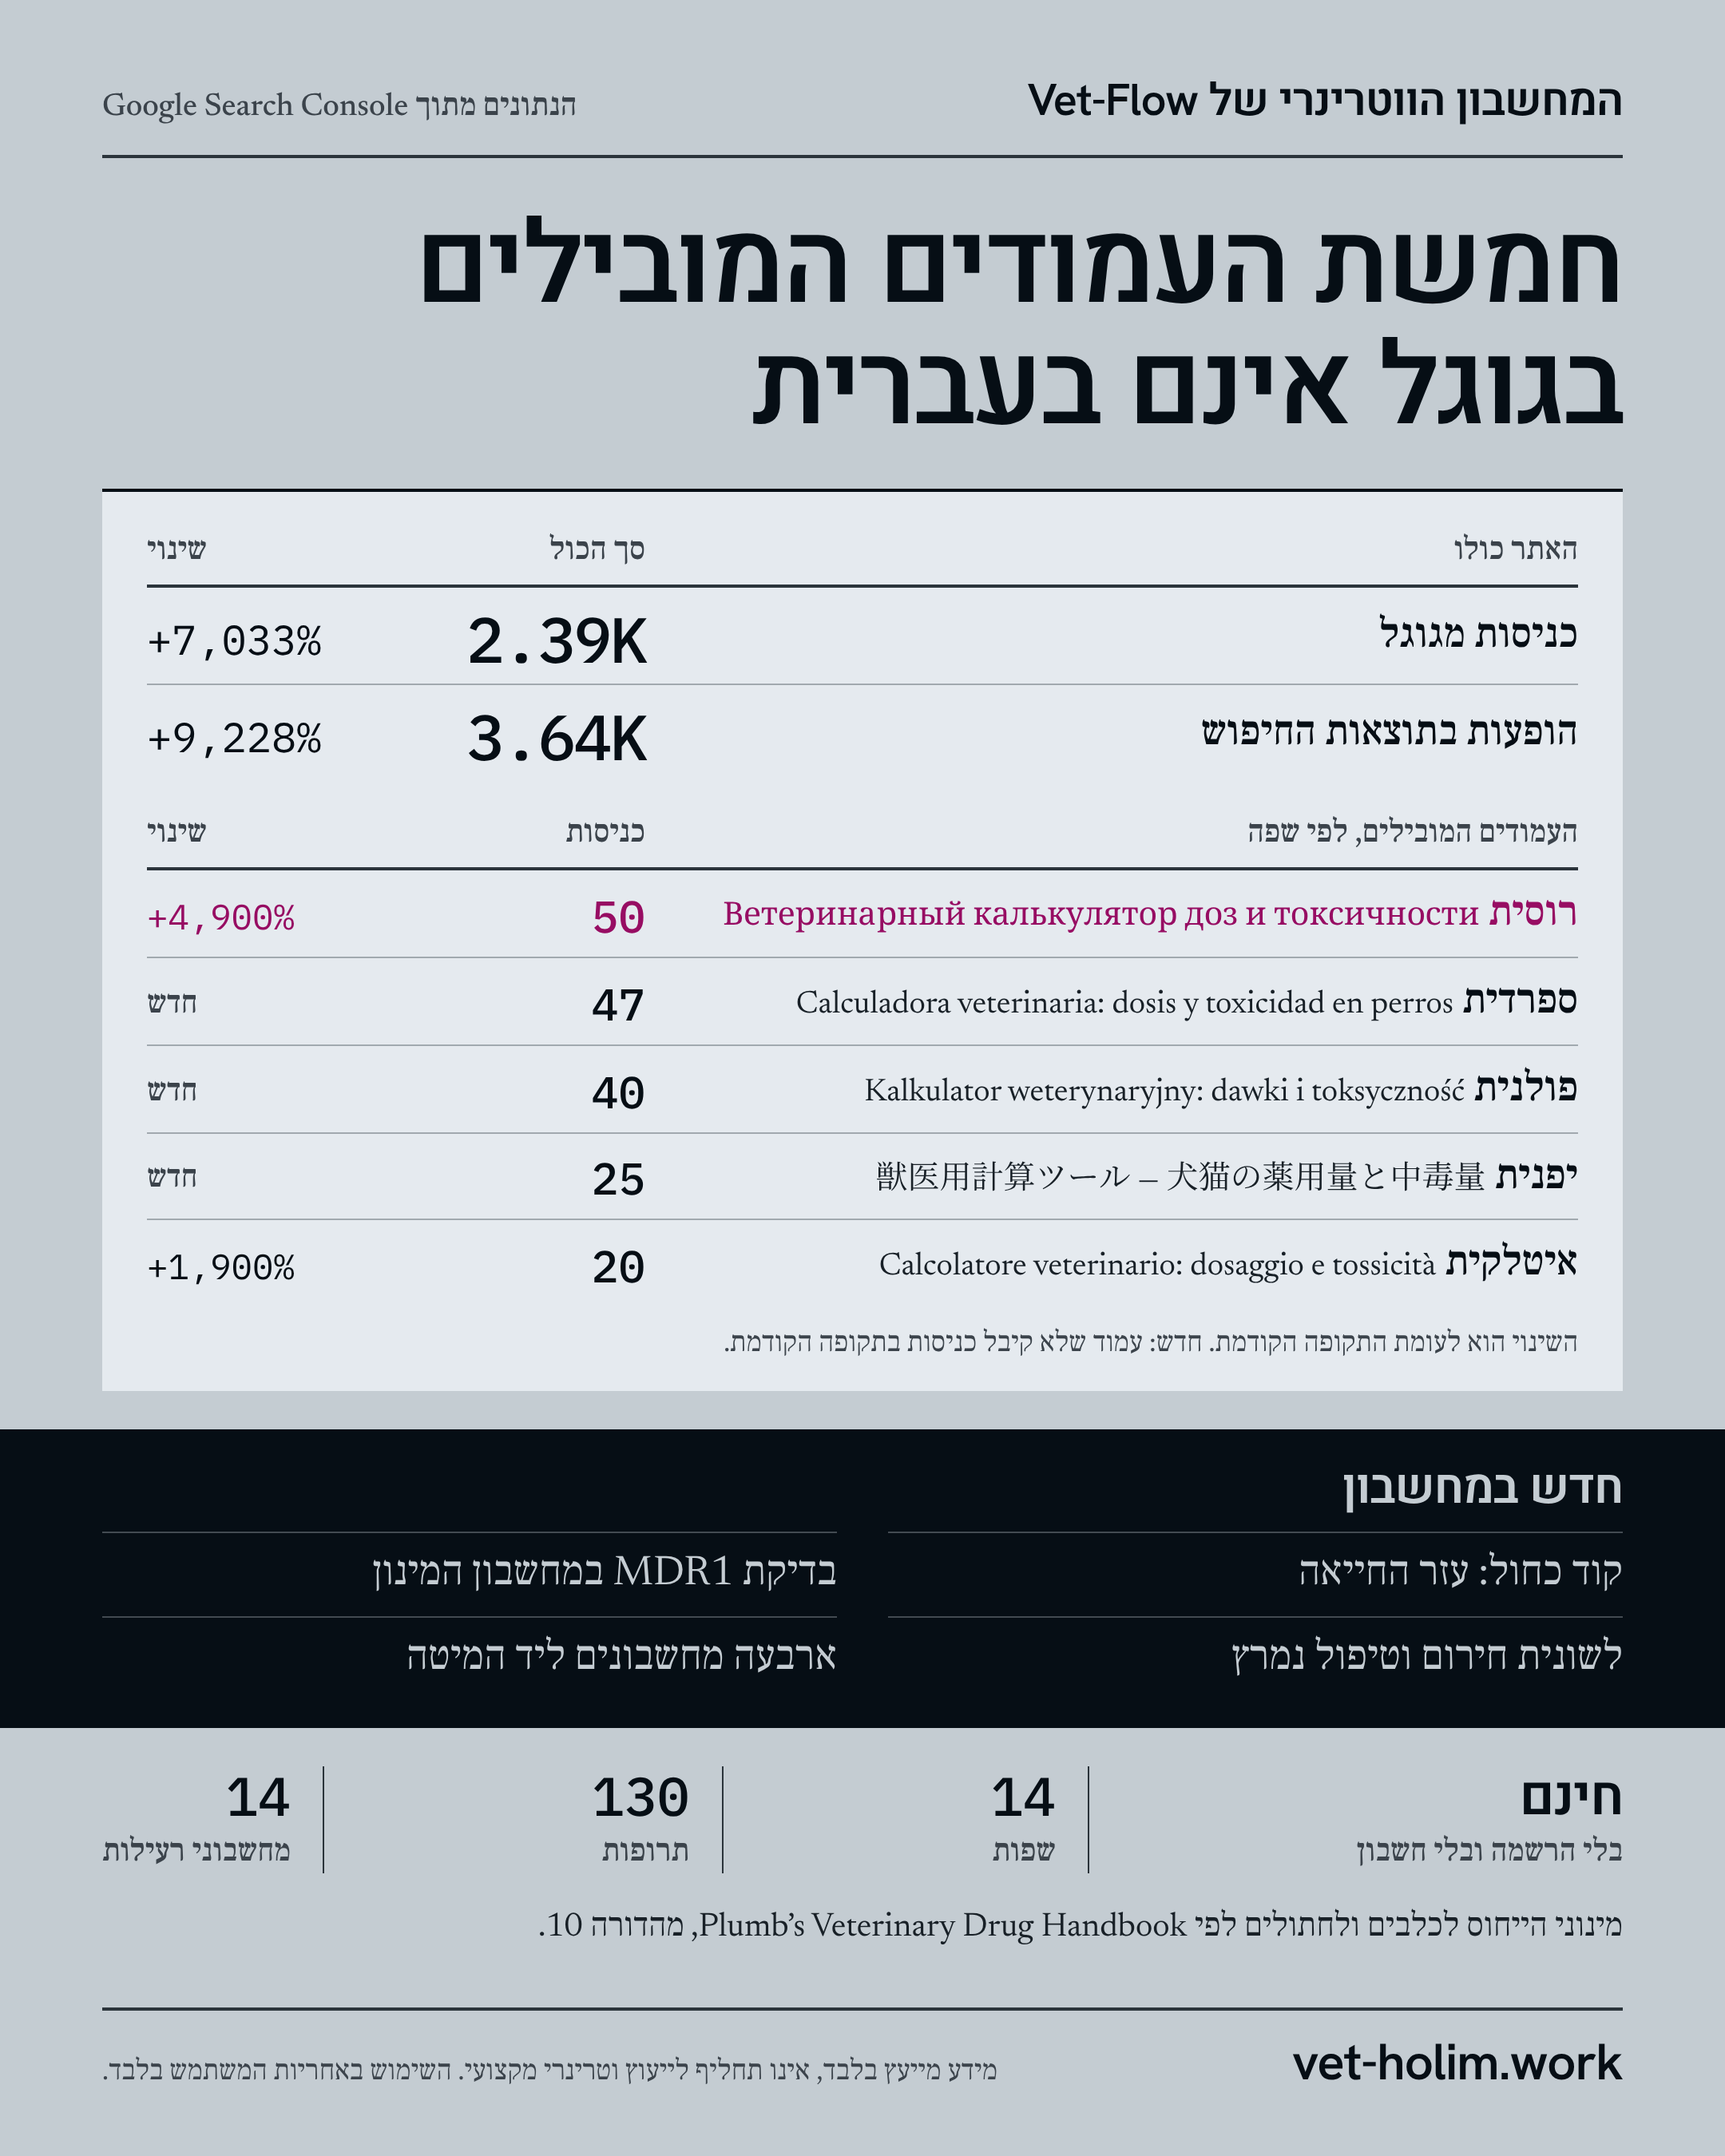 המחשבון הווטרינרי של Vet-Flow
הנתונים מתוך Google Search Console
חמשת העמודים המובילים
בגוגל אינם בעברית
האתר כולו סך הכול שינוי
כניסות מגוגל 2.39K +7,033%
הופעות בתוצאות החיפוש 3.64K +9,228%
העמודים המובילים, לפי שפה כניסות שינוי
רוסית Ветеринарный калькулятор доз и токсичности 50 +4,900%
ספרדית Calculadora veterinaria: dosis y toxicidad en perros 47 חדש
פולנית Kalkulator weterynaryjny: dawki i toksyczność 40 חדש
יפנית 獣医用計算ツール – 犬猫の薬用量と中毒量 25 חדש
איטלקית Calcolatore veterinario: dosaggio e tossicità 20 +1,900%
השינוי הוא לעומת התקופה הקודמת. חדש: עמוד שלא קיבל כניסות בתקופה הקודמת.
חדש במחשבון
קוד כחול: עזר החייאה
בדיקת MDR1 במחשבון המינון
לשונית חירום וטיפול נמרץ
ארבעה מחשבונים ליד המיטה
חינם 14 130 14
בלי הרשמה ובלי חשבון שפות תרופות מחשבוני רעילות
מינוני הייחוס לכלבים ולחתולים לפי Plumb’s Veterinary Drug Handbook, מהדורה 10.
vet-holim.work
מידע מייעץ בלבד, אינו תחליף לייעוץ וטרינרי מקצועי. השימוש באחריות המשתמש בלבד.